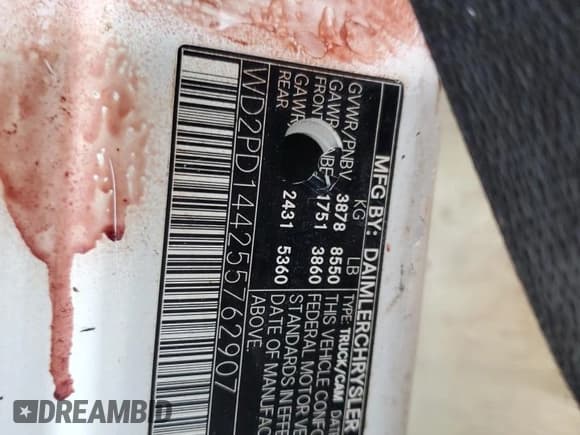 MFG BY: DAIMLERCHRYSLER
KG LB TYPE TRUCK/CAM DAT
GVWR/PNBV 3878 8550 THIS VEHICLE CONFO
GAWR
FRONT 1751 3860 FEDERAL MOTOR VE
GAWR STANDARDS IN EFFE
REAR 2431 5360 DATE OF MANUFAC
ABOVE.
WD2PD144255762907
DREAMBID